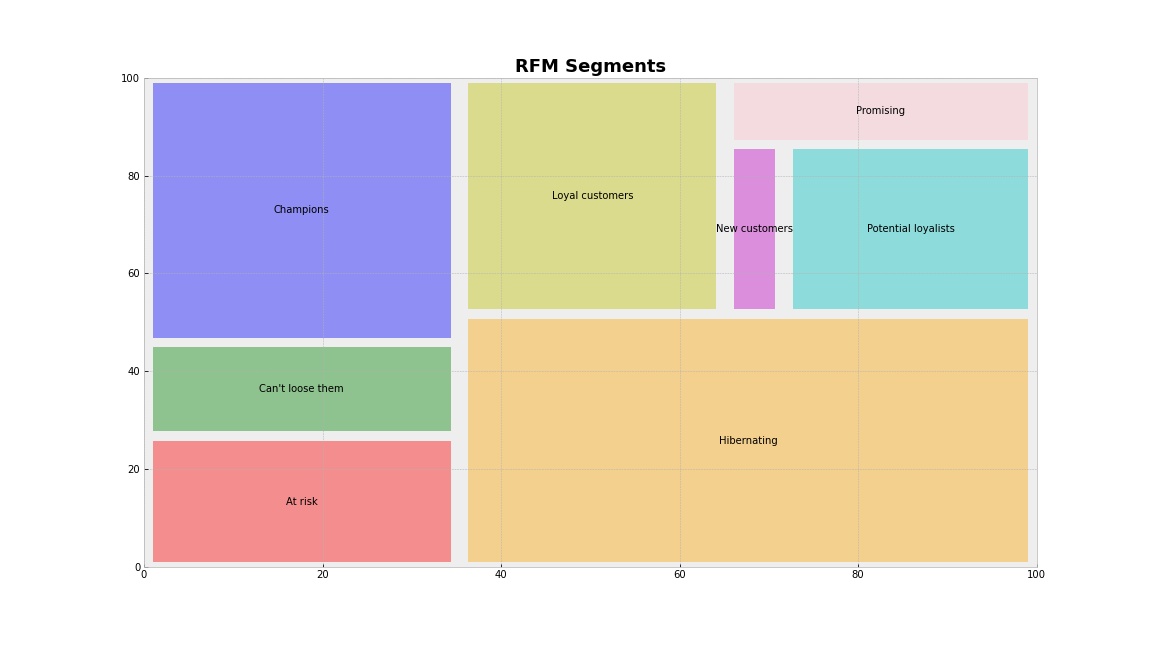 RFM Segments
100
80
60
40
20
0
Champions
Loyal customers
Promising
New customers
Potential loyalists
Can't loose them
Hibernating
At risk
0
20
40
60
80
100